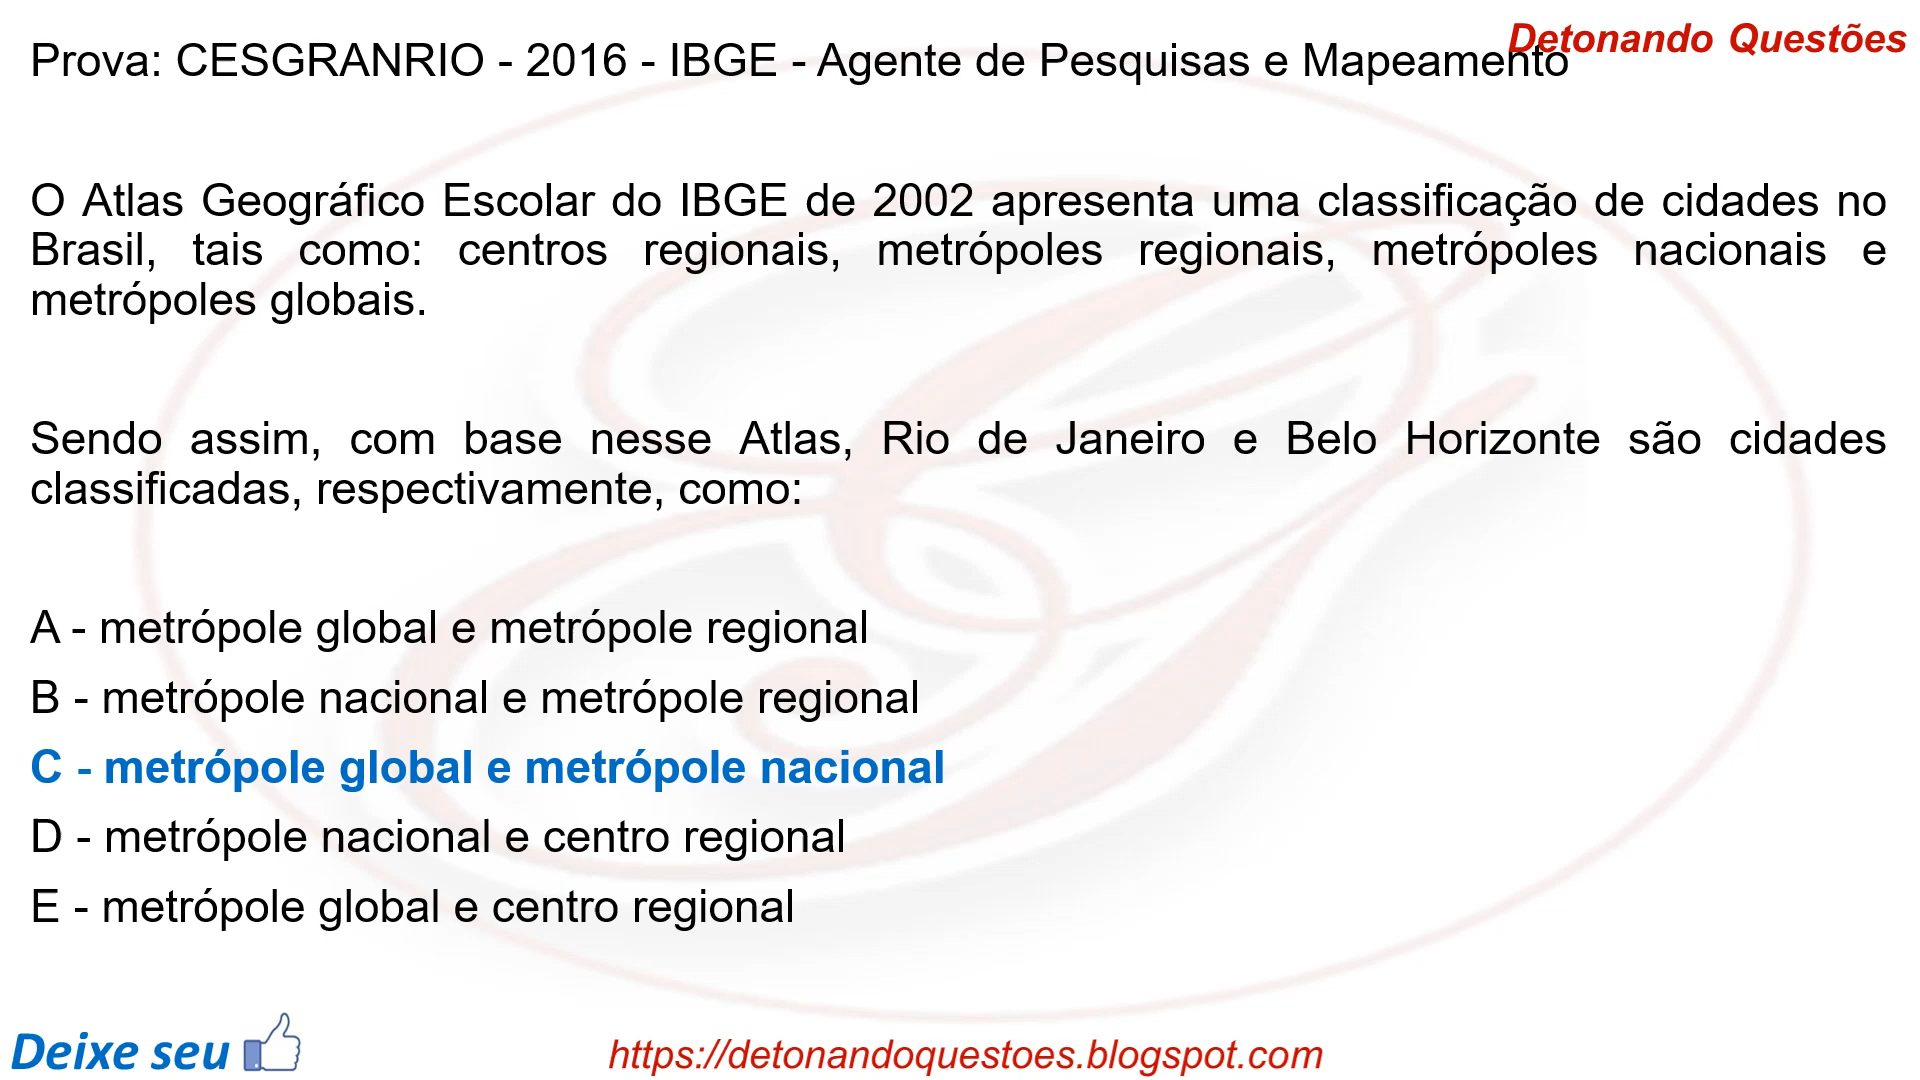 Detonando Questões
Prova: CESGRANRIO - 2016 - IBGE - Agente de Pesquisas e Mapeamento
O Atlas Geográfico Escolar do IBGE de 2002 apresenta uma classificação de cidades no
Brasil, tais como: centros regionais, metrópoles regionais, metrópoles nacionais e
metrópoles globais.
Sendo assim, com base nesse Atlas, Rio de Janeiro e Belo Horizonte são cidades
classificadas, respectivamente, como:
A - metrópole global e metrópole regional
B - metrópole nacional e metrópole regional
C - metrópole global e metrópole nacional
D - metrópole nacional e centro regional
E - metrópole global e centro regional
Deixe seu
https://detonandoquestoes.blogspot.com